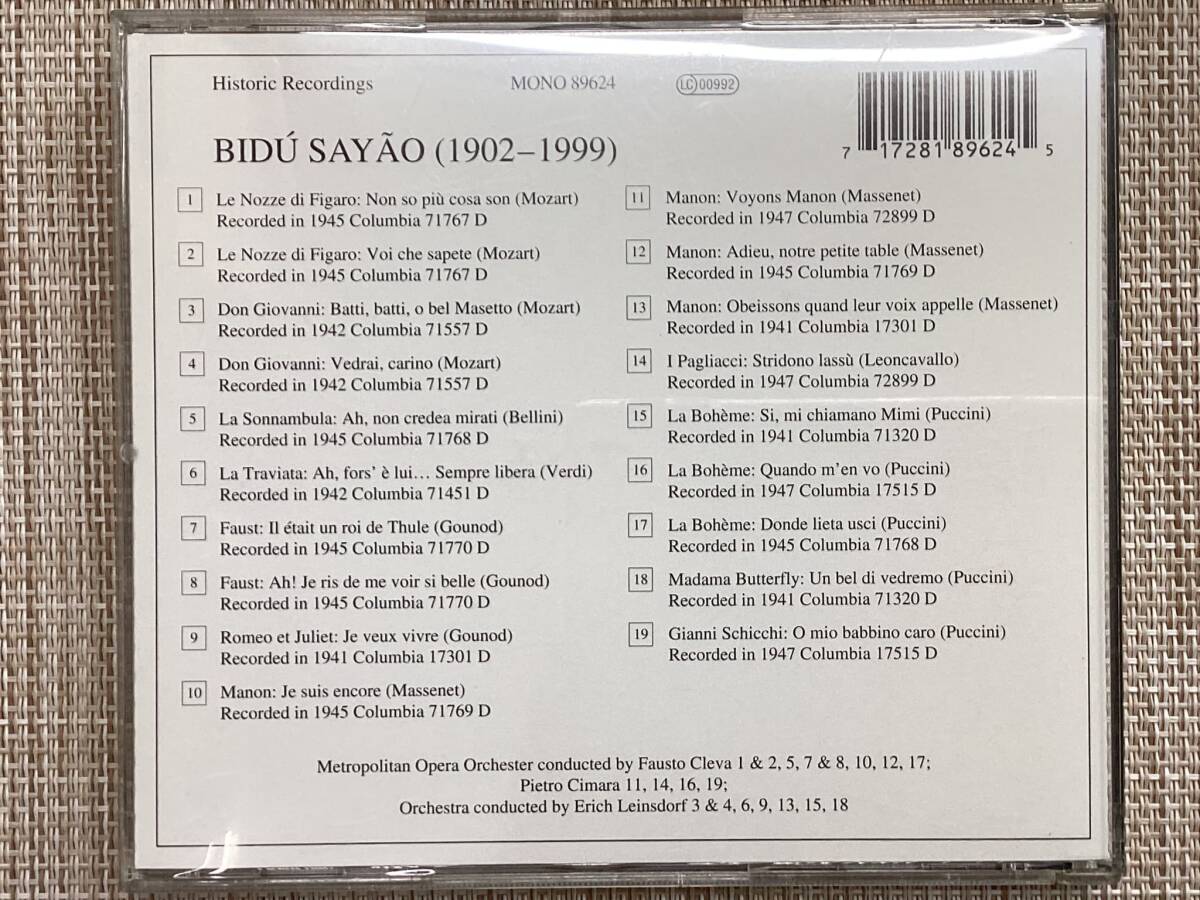 Historic Recordings
MONO 89624
LC 00992
7 17281 89624 5
BIDÚ SAYÃO (1902–1999)
1 Le Nozze di Figaro: Non so più cosa son (Mozart)
Recorded in 1945 Columbia 71767 D
2 Le Nozze di Figaro: Voi che sapete (Mozart)
Recorded in 1945 Columbia 71767 D
3 Don Giovanni: Batti, batti, o bel Masetto (Mozart)
Recorded in 1942 Columbia 71557 D
4 Don Giovanni: Vedrai, carino (Mozart)
Recorded in 1942 Columbia 71557 D
5 La Sonnambula: Ah, non credea mirati (Bellini)
Recorded in 1945 Columbia 71768 D
6 La Traviata: Ah, fors' è lui… Sempre libera (Verdi)
Recorded in 1942 Columbia 71451 D
7 Faust: Il était un roi de Thule (Gounod)
Recorded in 1945 Columbia 71770 D
8 Faust: Ah! Je ris de me voir si belle (Gounod)
Recorded in 1945 Columbia 71770 D
9 Romeo et Juliet: Je veux vivre (Gounod)
Recorded in 1941 Columbia 17301 D
10 Manon: Je suis encore (Massenet)
Recorded in 1945 Columbia 71769 D
11 Manon: Voyons Manon (Massenet)
Recorded in 1947 Columbia 72899 D
12 Manon: Adieu, notre petite table (Massenet)
Recorded in 1945 Columbia 71769 D
13 Manon: Obeissons quand leur voix appelle (Massenet)
Recorded in 1941 Columbia 17301 D
14 I Pagliacci: Stridono lassù (Leoncavallo)
Recorded in 1947 Columbia 72899 D
15 La Bohème: Si, mi chiamano Mimi (Puccini)
Recorded in 1941 Columbia 71320 D
16 La Bohème: Quando m'en vo (Puccini)
Recorded in 1947 Columbia 17515 D
17 La Bohème: Donde lieta usci (Puccini)
Recorded in 1945 Columbia 71768 D
18 Madama Butterfly: Un bel di vedremo (Puccini)
Recorded in 1941 Columbia 71320 D
19 Gianni Schicchi: O mio babbino caro (Puccini)
Recorded in 1947 Columbia 17515 D
Metropolitan Opera Orchester conducted by Fausto Cleva 1 & 2, 5, 7 & 8, 10, 12, 17;
Pietro Cimara 11, 14, 16, 19;
Orchestra conducted by Erich Leinsdorf 3 & 4, 6, 9, 13, 15, 18